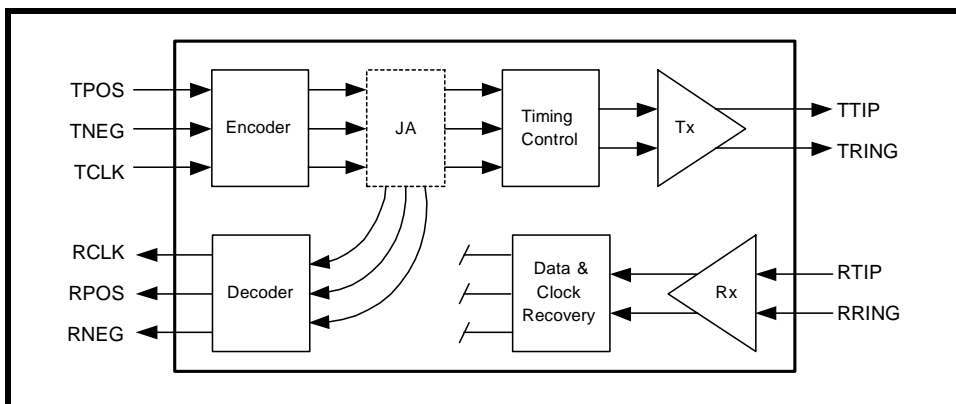 TPOS
TNEG
TCLK
Encoder
JA
Timing
Control
Tx
TTIP
TRING
RCLK
RPOS
RNEG
Decoder
Data &
Clock
Recovery
Rx
RTIP
RRING